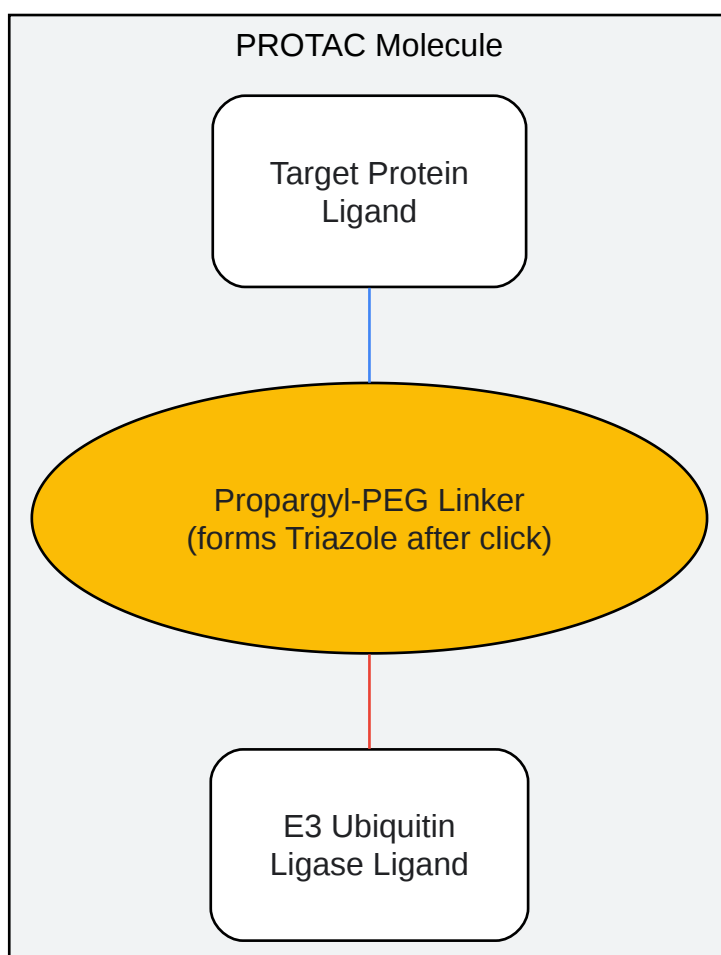 PROTAC Molecule
Target Protein
Ligand
Propargyl-PEG Linker
(forms Triazole after click)
E3 Ubiquitin
Ligase Ligand